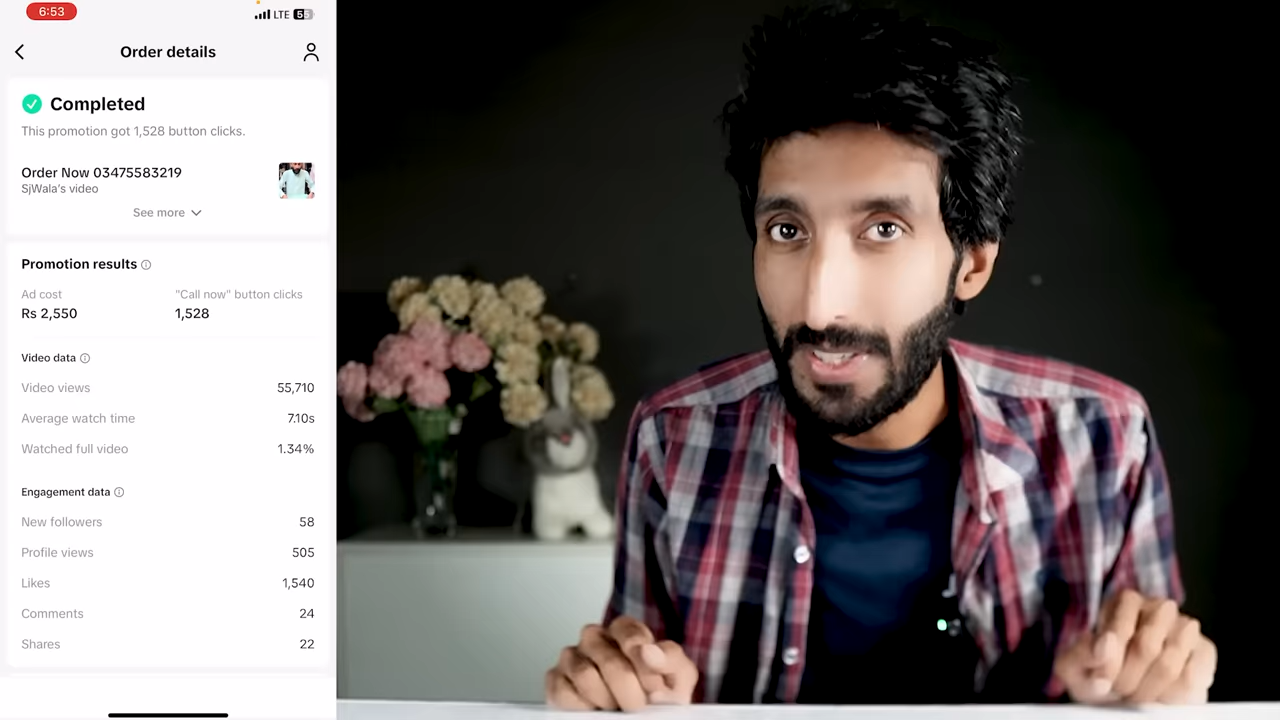 6:53
LTE 55
Order details
Completed
This promotion got 1,528 button clicks.
Order Now 03475583219
SjWala's video
See more
Promotion results
Ad cost "Call now" button clicks
Rs 2,550 1,528
Video data
Video views 55,710
Average watch time 7.10s
Watched full video 1.34%
Engagement data
New followers 58
Profile views 505
Likes 1,540
Comments 24
Shares 22